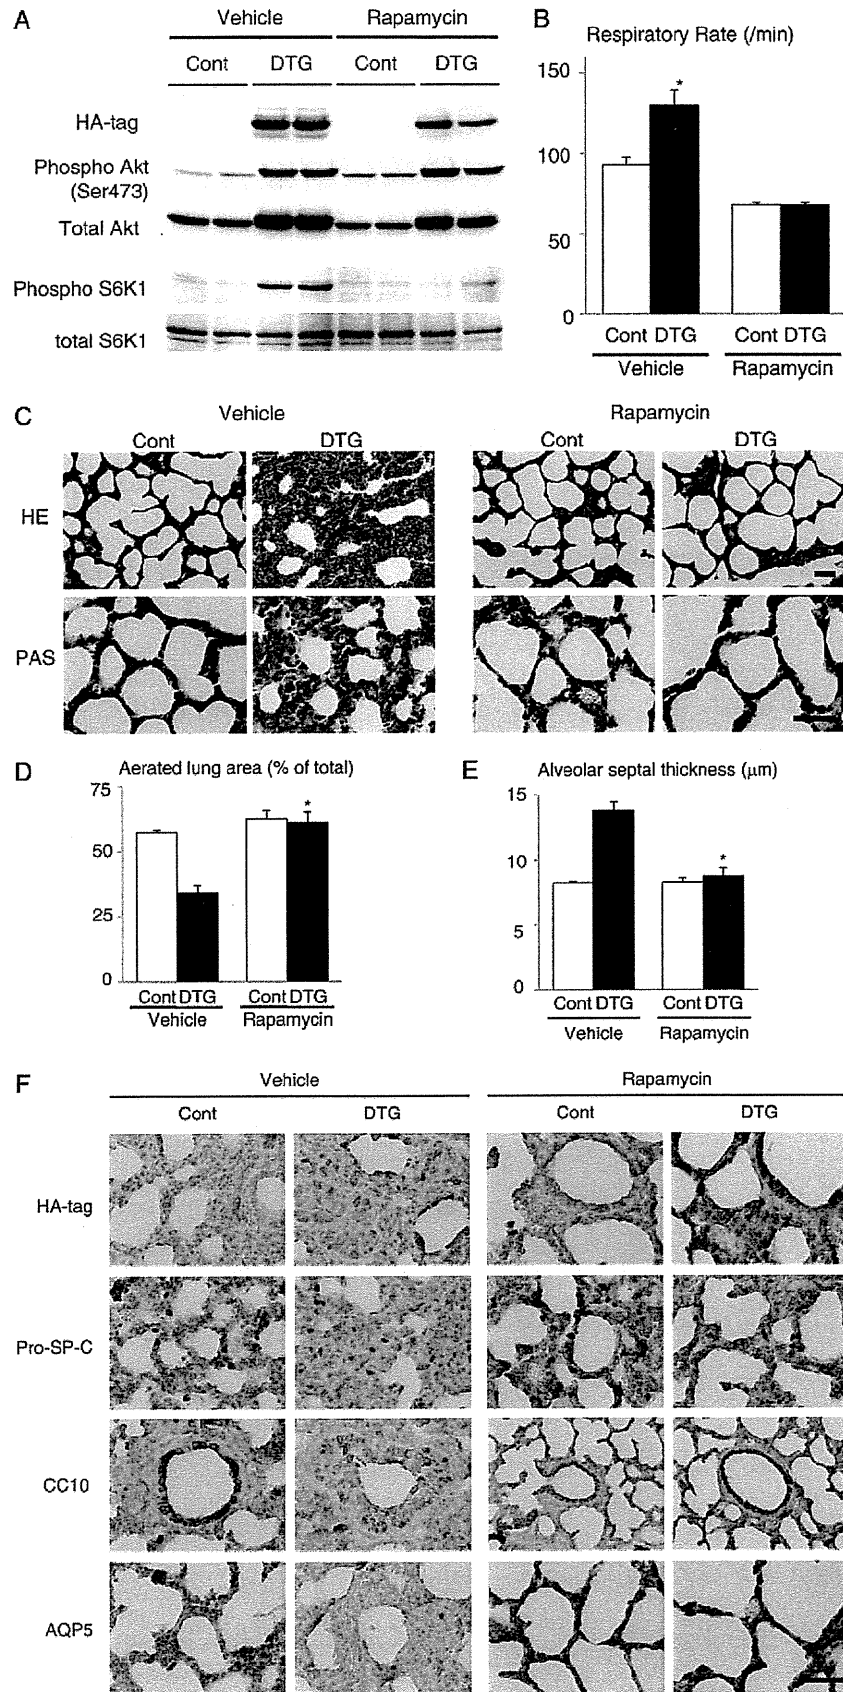 A
Vehicle Rapamycin
Cont DTG Cont DTG
HA-tag
Phospho Akt
(Ser473)
Total Akt
Phospho S6K1
total S6K1
B
Respiratory Rate (/min)
150
100
50
0
*
Cont DTG Cont DTG
Vehicle Rapamycin
C
Vehicle Rapamycin
Cont DTG Cont DTG
HE
PAS
D
Aerated lung area (% of total)
75
50
25
0
*
Cont DTG Cont DTG
Vehicle Rapamycin
E
Alveolar septal thickness (μm)
15
10
5
0
*
Cont DTG Cont DTG
Vehicle Rapamycin
F
Vehicle Rapamycin
Cont DTG Cont DTG
HA-tag
Pro-SP-C
CC10
AQP5